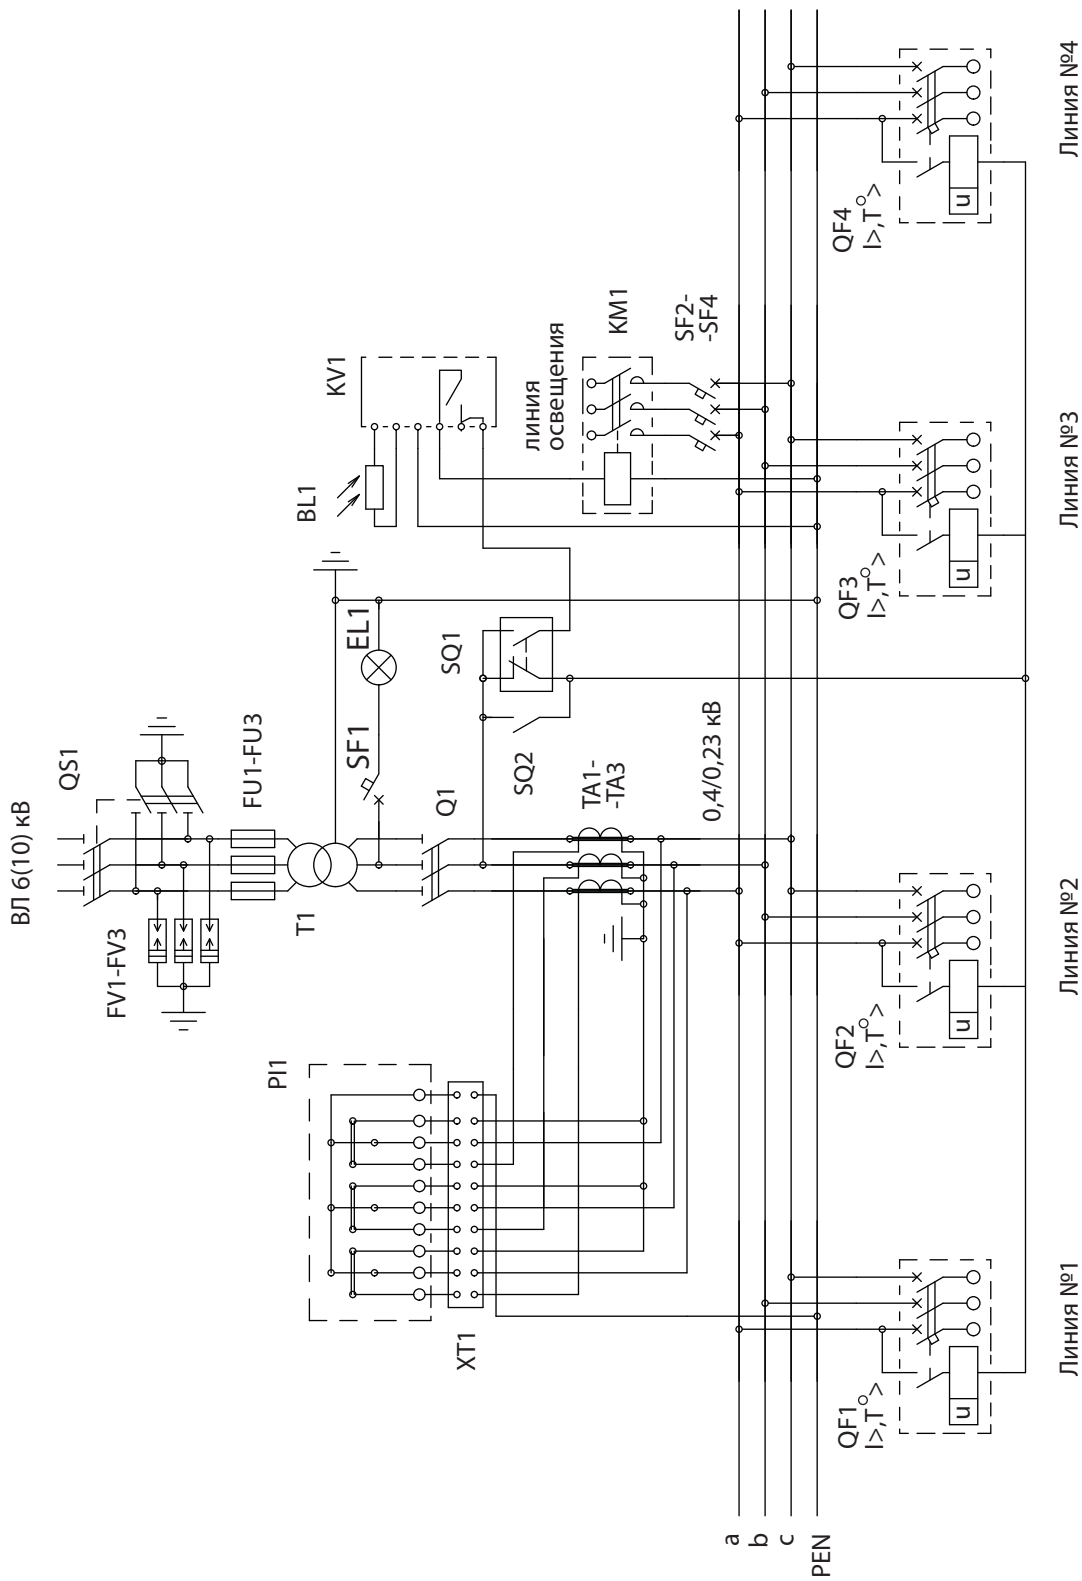 ВЛ 6(10) кВ
QS1
FV1-FV3
FU1-FU3
T1
SF1
EL1
BL1
KV1
PI1
XT1
Q1
SQ2
SQ1
TA1-
-TA3
0,4/0,23 кВ
ЛИНИЯ
ОСВЕЩЕНИЯ
KM1
SF2-
-SF4
a
b
c
PEN
QF1
I>,T°>
U
Линия №1
QF2
I>,T°>
U
Линия №2
QF3
I>,T°>
U
Линия №3
QF4
I>,T°>
U
Линия №4